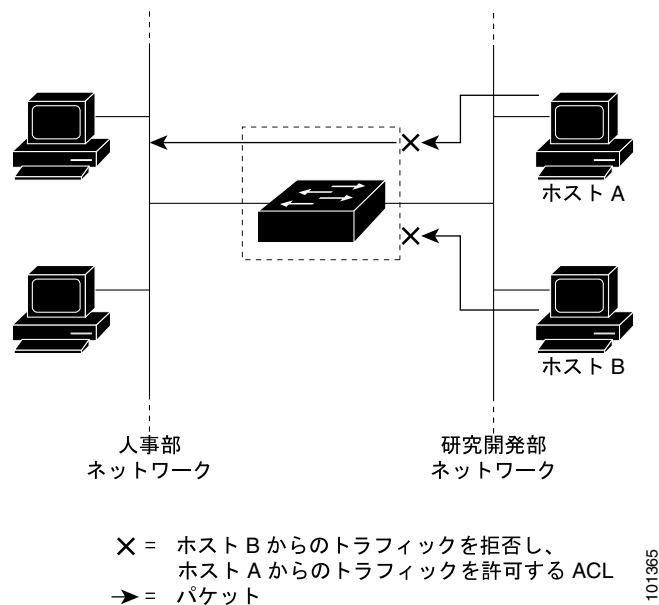 ホスト A
ホスト B
人事部
ネットワーク
研究開発部
ネットワーク
✕ = ホスト B からのトラフィックを拒否し、
ホスト A からのトラフィックを許可する ACL
➔ = パケット
101365